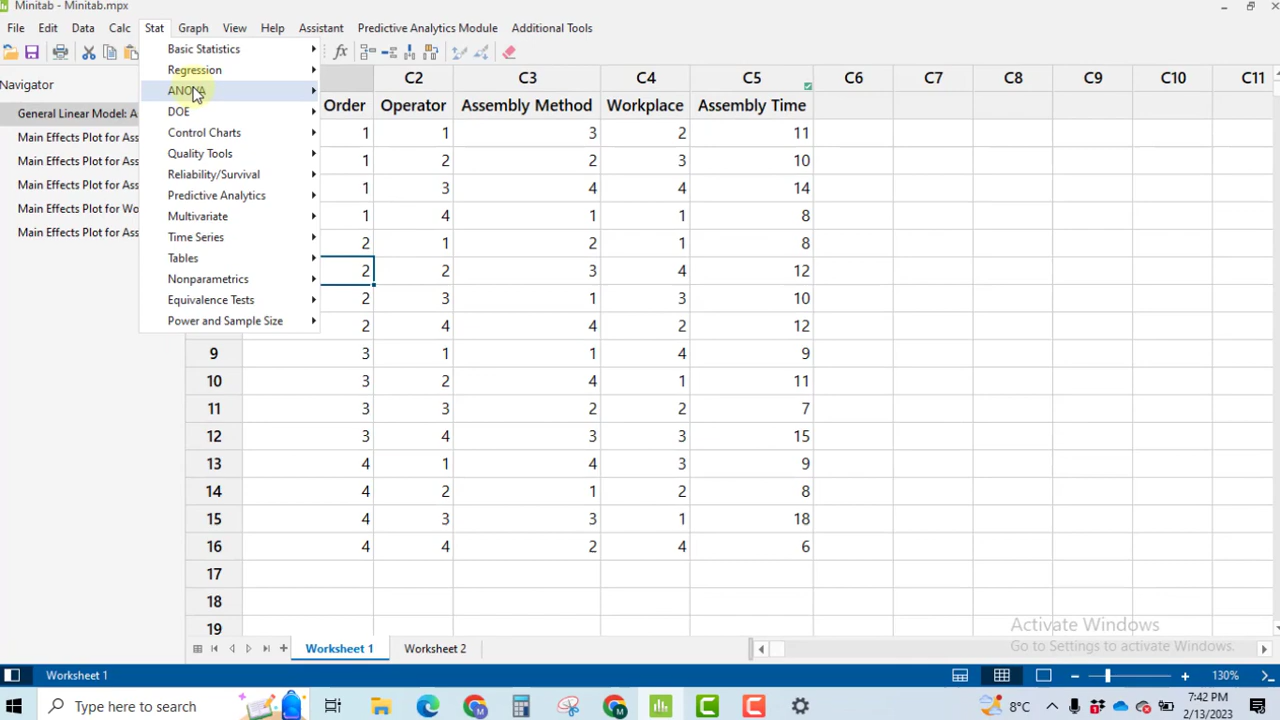 Minitab - Minitab.mpx
File Edit Data Calc Stat Graph View Help Assistant Predictive Analytics Module Additional Tools
fx
Navigator
General Linear Model: A
Main Effects Plot for Ass
Main Effects Plot for Ass
Main Effects Plot for Ass
Main Effects Plot for Wo
Main Effects Plot for Ass
Basic Statistics
Regression
ANOVA
DOE
Control Charts
Quality Tools
Reliability/Survival
Predictive Analytics
Multivariate
Time Series
Tables
Nonparametrics
Equivalence Tests
Power and Sample Size
C2 C3 C4 C5 C6 C7 C8 C9 C10 C11
Order Operator Assembly Method Workplace Assembly Time
1 1 3 2 11
1 2 2 3 10
1 3 4 4 14
1 4 1 1 8
2 1 2 1 8
2 2 3 4 12
2 3 1 3 10
2 4 4 2 12
9 3 1 1 4 9
10 3 2 4 1 11
11 3 3 2 2 7
12 3 4 3 3 15
13 4 1 4 3 9
14 4 2 1 2 8
15 4 3 3 1 18
16 4 4 2 4 6
17
18
19
Activate Windows
Go to Settings to activate Windows.
Worksheet 1 Worksheet 2
Worksheet 1 130%
Type here to search 8°C 7:42 PM
2/13/2023